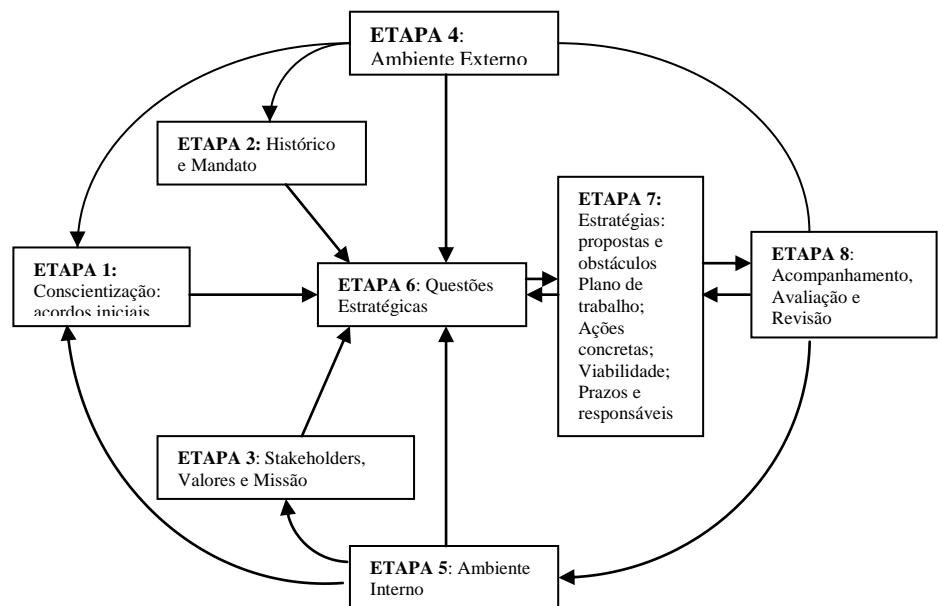 ETAPA 4:
Ambiente Externo
ETAPA 2: Histórico
e Mandato
ETAPA 7:
Estratégias:
propostas e
obstáculos
Plano de
trabalho;
Ações
concretas;
Viabilidade;
Prazos e
responsáveis
ETAPA 1:
Conscientização:
acordos iniciais
ETAPA 6: Questões
Estratégicas
ETAPA 8:
Acompanhamento,
Avaliação e
Revisão
ETAPA 3: Stakeholders,
Valores e Missão
ETAPA 5: Ambiente
Interno